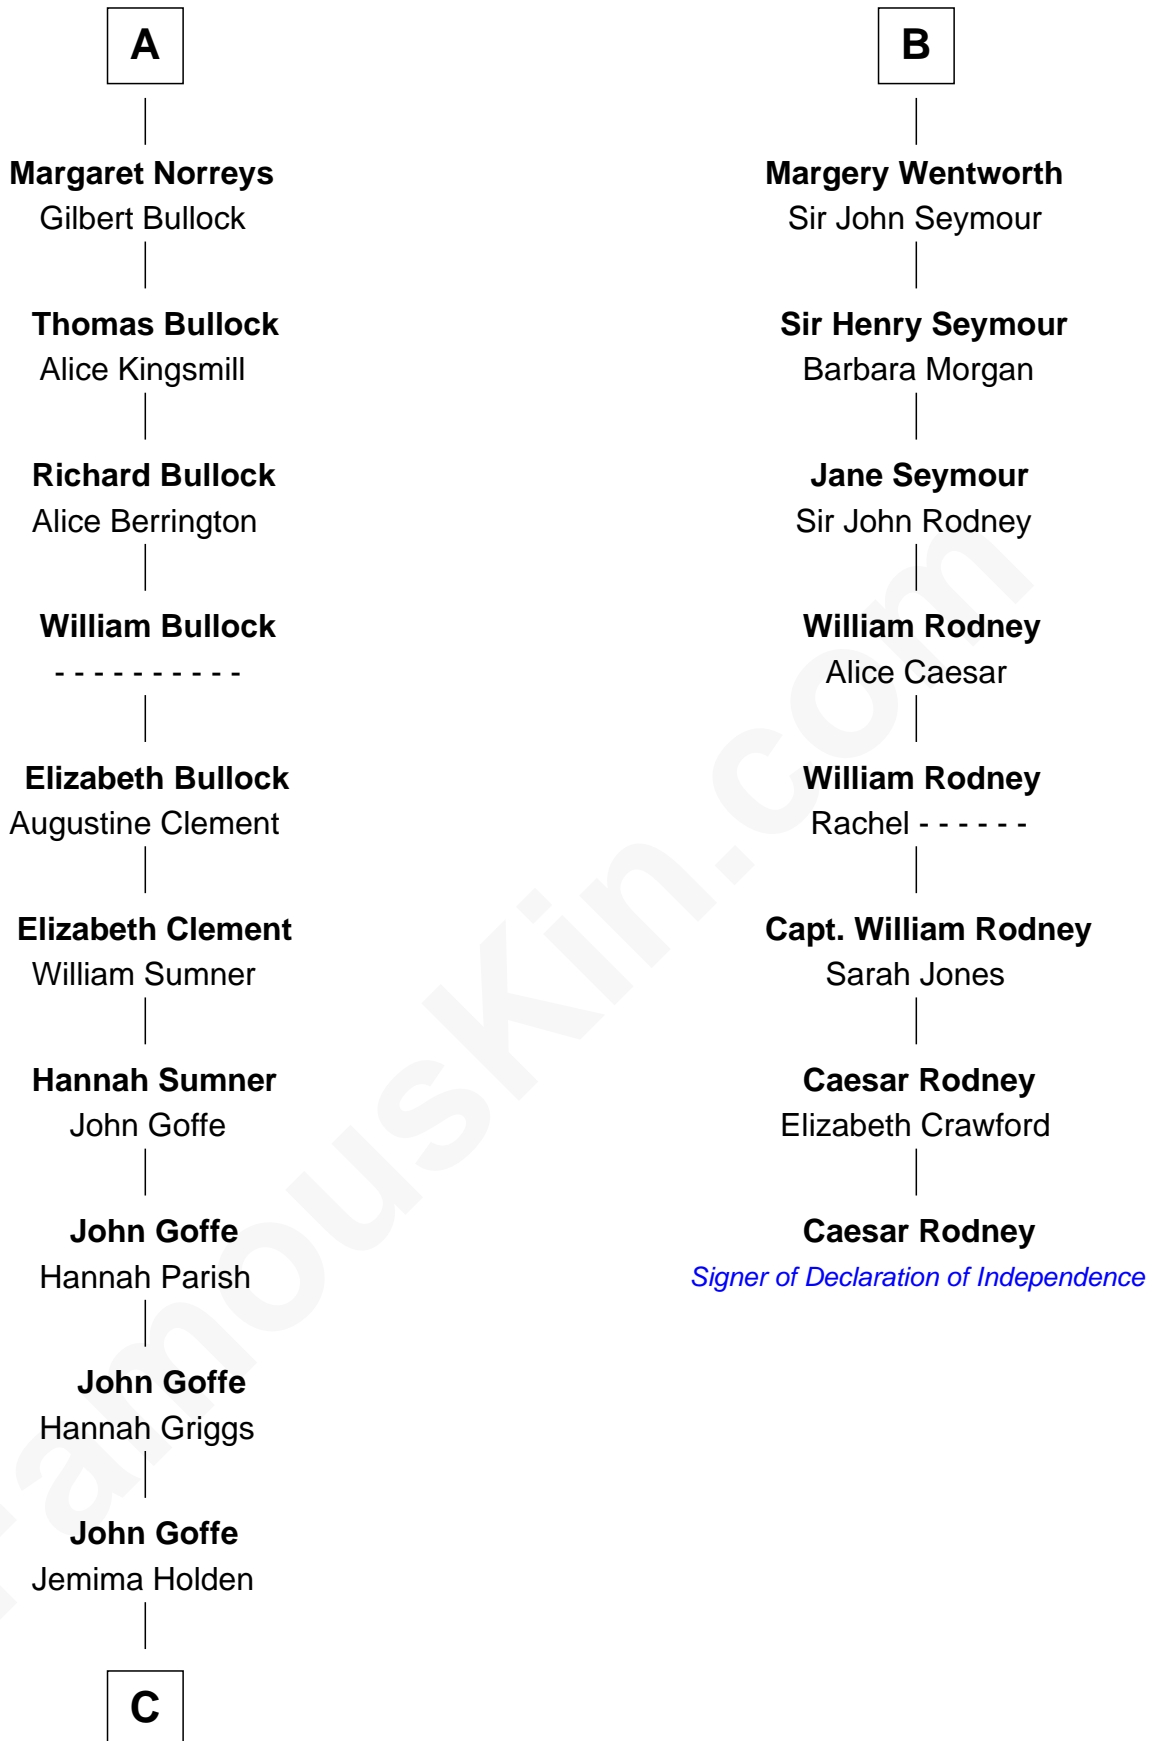 A
Margaret Norreys
Gilbert Bullock
Thomas Bullock
Alice Kingsmill
Richard Bullock
Alice Berrington
William Bullock
- - - - - - - - - -
Elizabeth Bullock
Augustine Clement
Elizabeth Clement
William Sumner
Hannah Sumner
John Goffe
John Goffe
Hannah Parish
John Goffe
Hannah Griggs
John Goffe
Jemima Holden
C
B
Margery Wentworth
Sir John Seymour
Sir Henry Seymour
Barbara Morgan
Jane Seymour
Sir John Rodney
William Rodney
Alice Caesar
William Rodney
Rachel - - - - - -
Capt. William Rodney
Sarah Jones
Caesar Rodney
Elizabeth Crawford
Caesar Rodney
Signer of Declaration of Independence
FamousKin.com